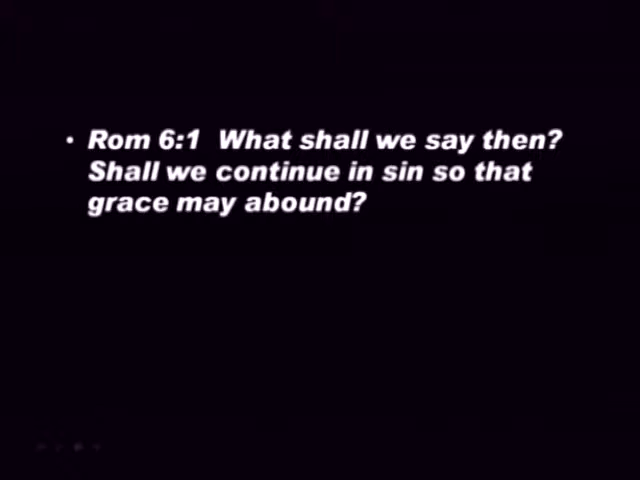 • Rom 6:1 What shall we say then?
Shall we continue in sin so that
grace may abound?